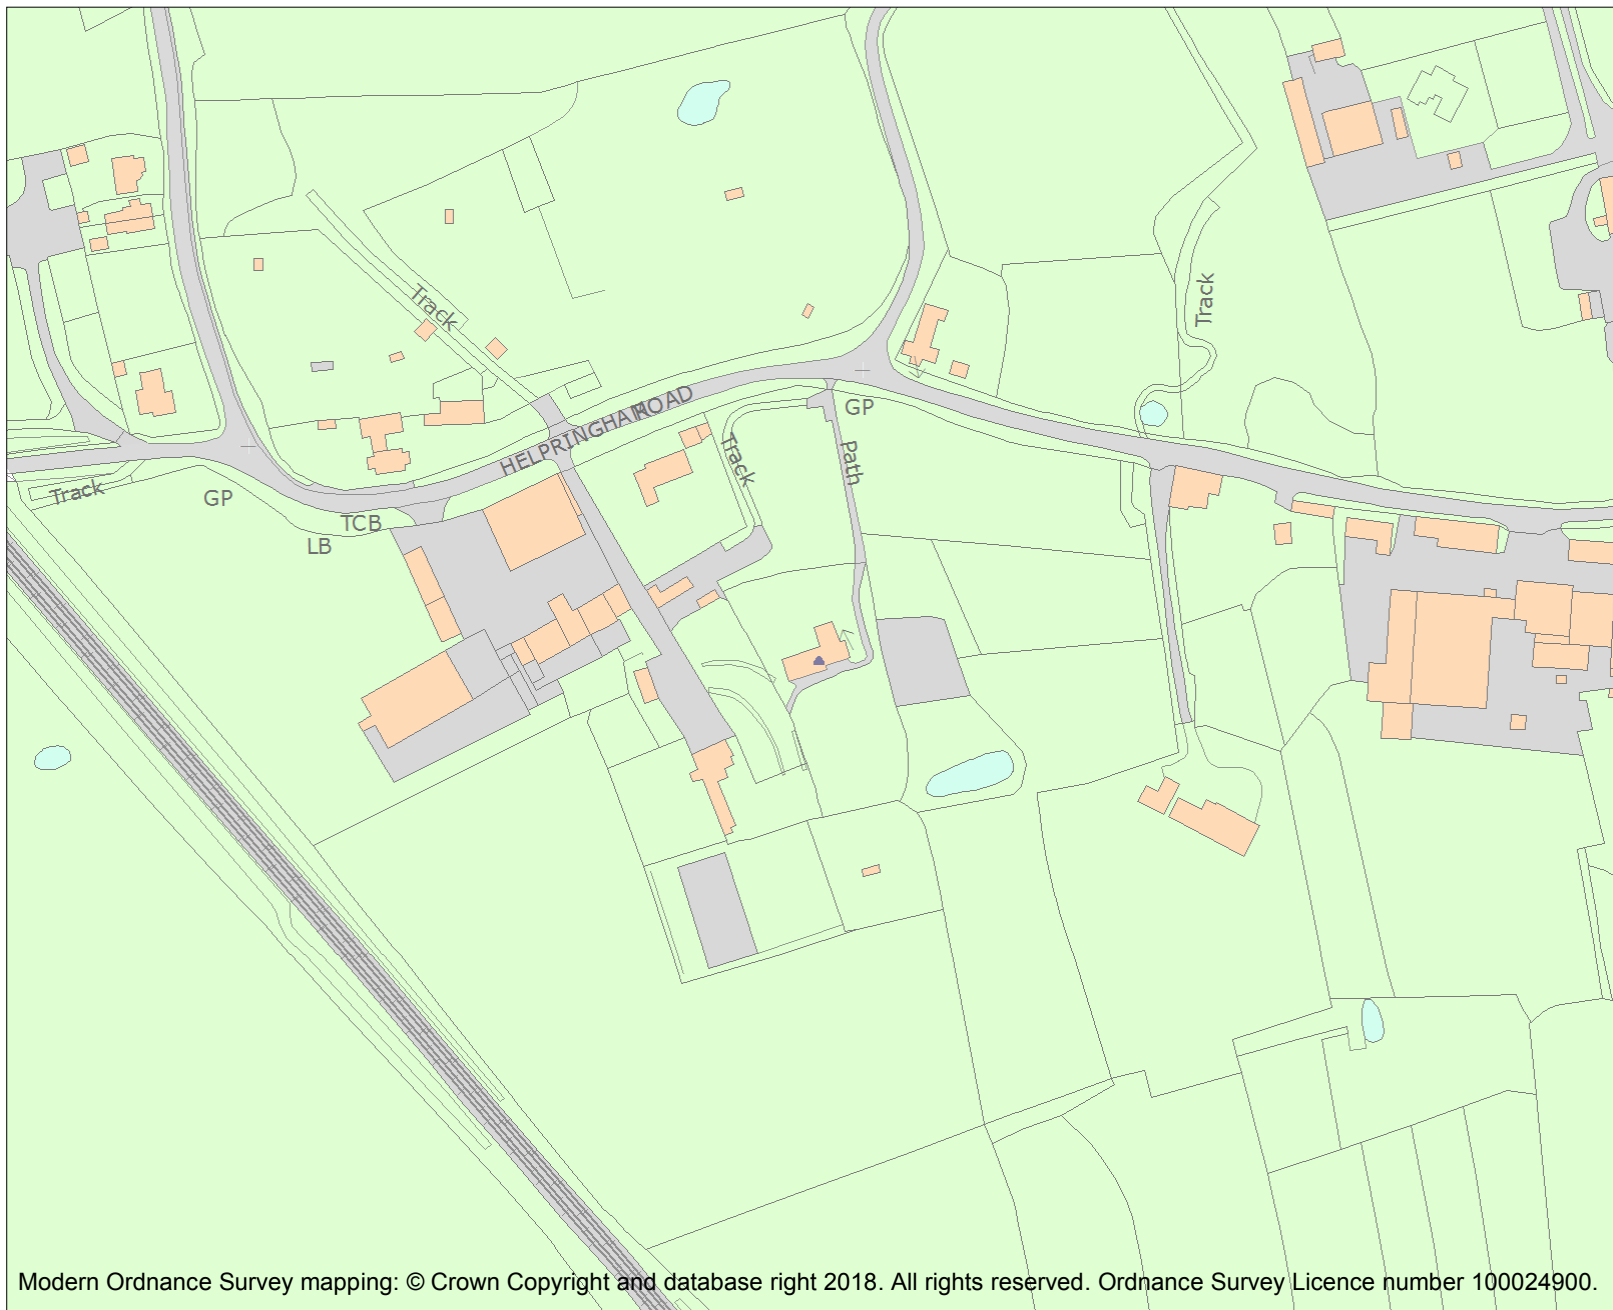 Track
Track
HELPRINGHAM ROAD
GP
Track
Path
Track
GP
TCB
LB
Modern Ordnance Survey mapping: © Crown Copyright and database right 2018. All rights reserved. Ordnance Survey Licence number 100024900.